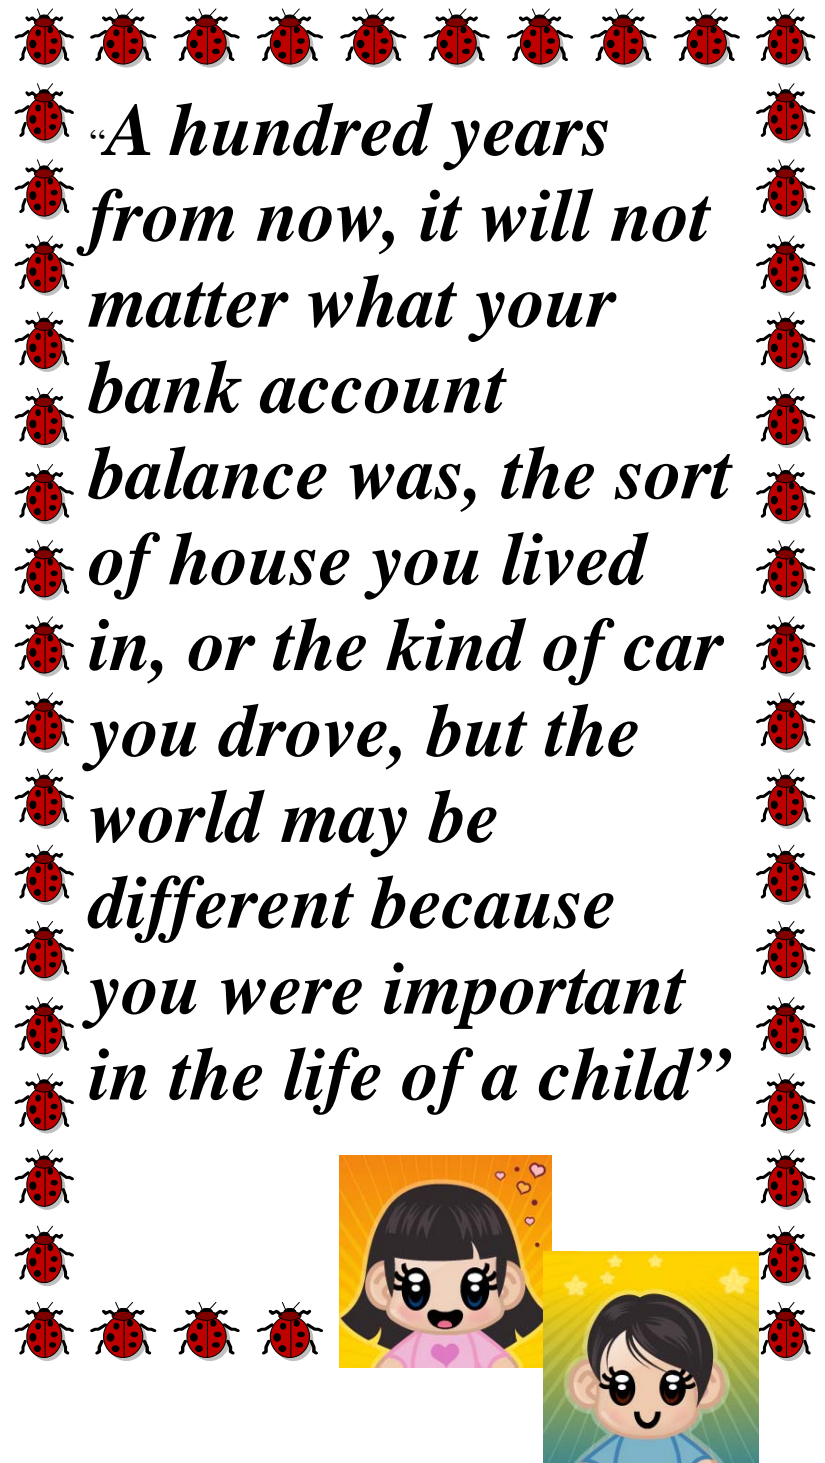 “A hundred years
from now, it will not
matter what your
bank account
balance was, the sort
of house you lived
in, or the kind of car
you drove, but the
world may be
different because
you were important
in the life of a child”